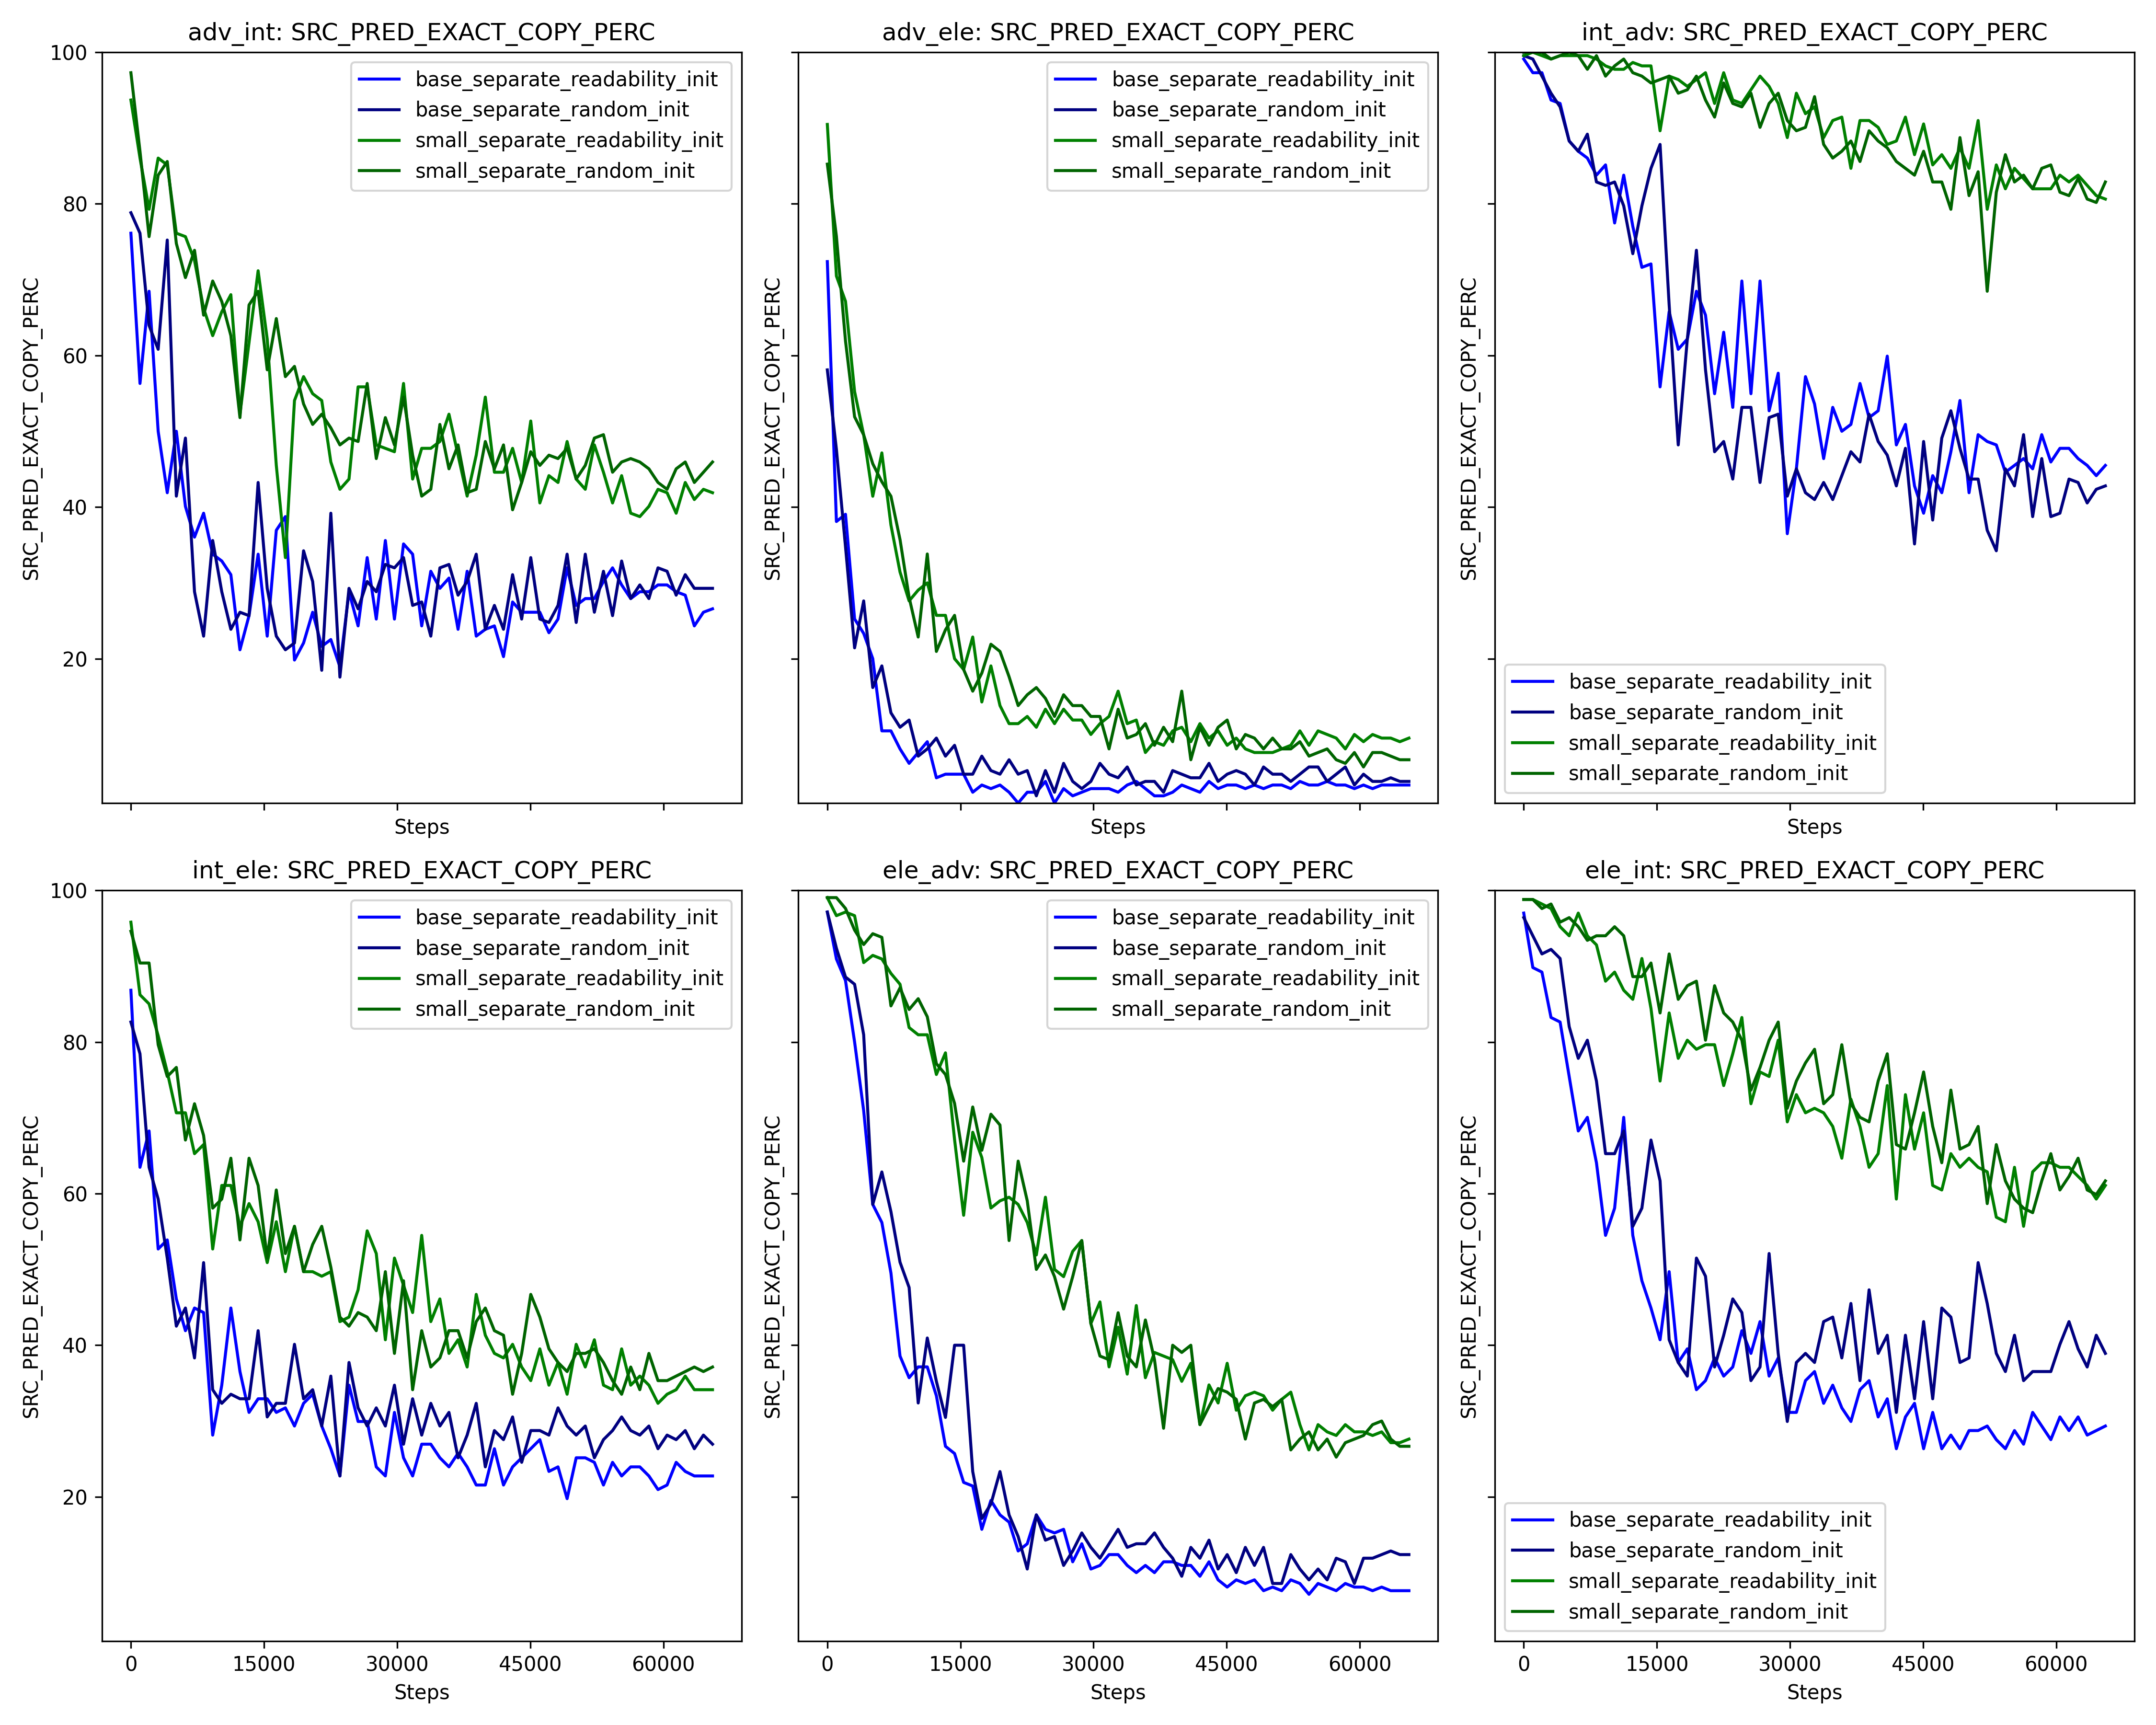 adv_int: SRC_PRED_EXACT_COPY_PERC
SRC_PRED_EXACT_COPY_PERC
100
80
60
40
20
base_separate_readability_init
base_separate_random_init
small_separate_readability_init
small_separate_random_init
Steps
adv_ele: SRC_PRED_EXACT_COPY_PERC
SRC_PRED_EXACT_COPY_PERC
base_separate_readability_init
base_separate_random_init
small_separate_readability_init
small_separate_random_init
Steps
int_adv: SRC_PRED_EXACT_COPY_PERC
SRC_PRED_EXACT_COPY_PERC
base_separate_readability_init
base_separate_random_init
small_separate_readability_init
small_separate_random_init
Steps
int_ele: SRC_PRED_EXACT_COPY_PERC
SRC_PRED_EXACT_COPY_PERC
100
80
60
40
20
base_separate_readability_init
base_separate_random_init
small_separate_readability_init
small_separate_random_init
0 15000 30000 45000 60000
Steps
ele_adv: SRC_PRED_EXACT_COPY_PERC
SRC_PRED_EXACT_COPY_PERC
base_separate_readability_init
base_separate_random_init
small_separate_readability_init
small_separate_random_init
0 15000 30000 45000 60000
Steps
ele_int: SRC_PRED_EXACT_COPY_PERC
SRC_PRED_EXACT_COPY_PERC
base_separate_readability_init
base_separate_random_init
small_separate_readability_init
small_separate_random_init
0 15000 30000 45000 60000
Steps